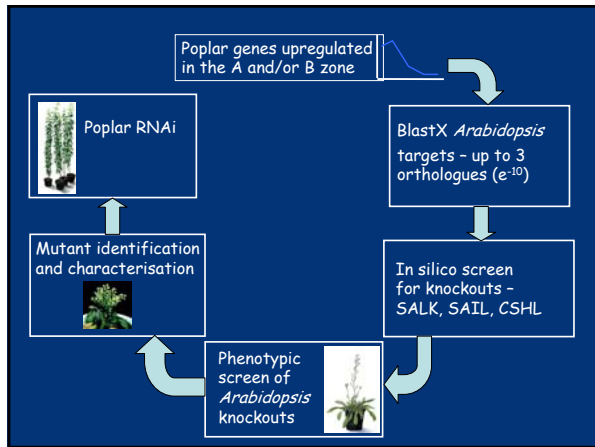 Poplar genes upregulated
in the A and/or B zone
BlastX Arabidopsis
targets – up to 3
orthologues (e-10)
In silico screen
for knockouts –
SALK, SAIL, CSHL
Phenotypic
screen of
Arabidopsis
knockouts
Mutant identification
and characterisation
Poplar RNAi